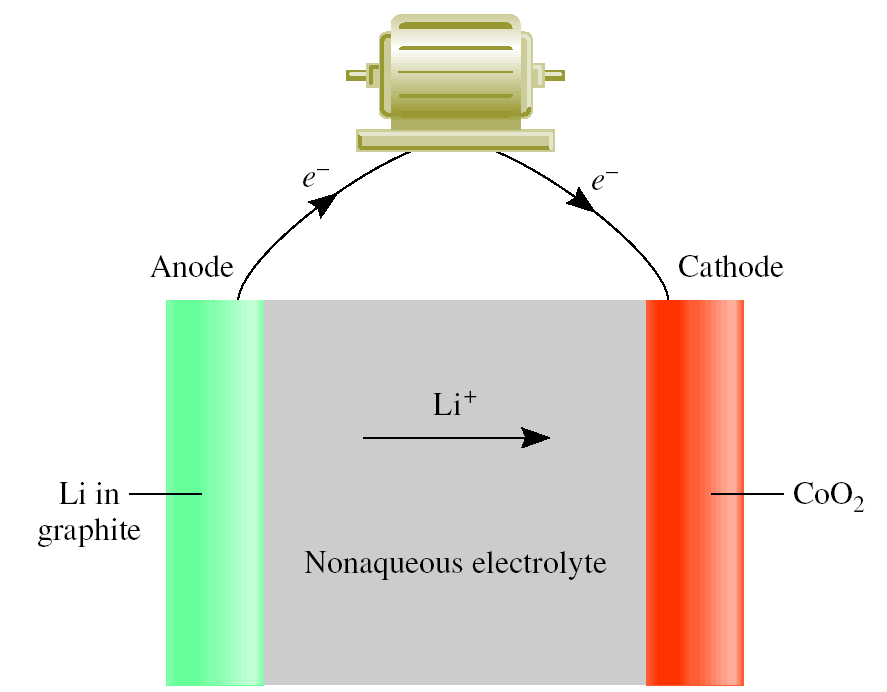 e⁻
e⁻
Anode
Cathode
Li⁺
Li in
graphite
CoO₂
Nonaqueous electrolyte